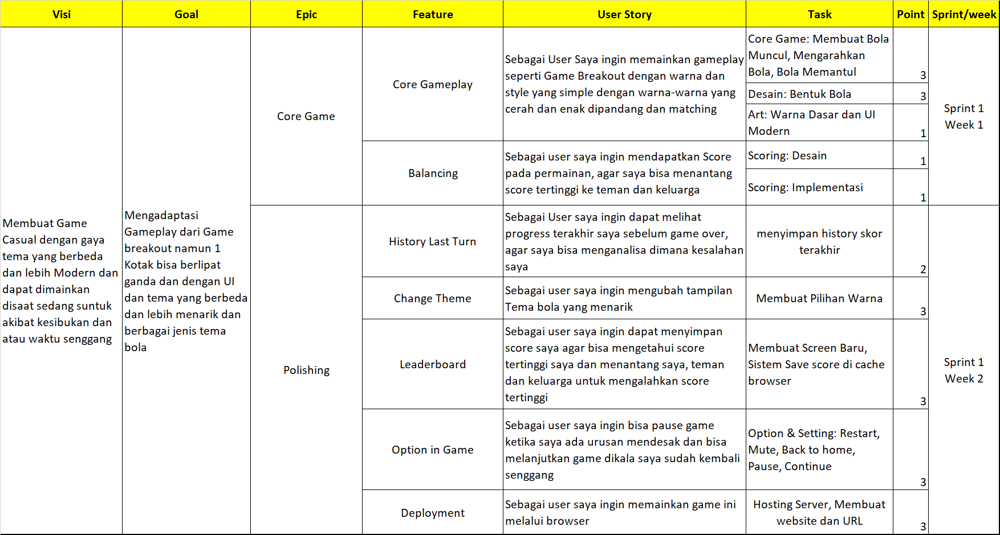 Visi
Goal
Epic
Feature
User Story
Task
Point
Sprint/week
Membuat Game
Casual dengan gaya
tema yang berbeda
dan lebih Modern dan
dapat dimainkan
disaat sedang suntuk
akibat kesibukan dan
atau waktu senggang
Mengadaptasi
Gameplay dari Game
breakout namun 1
Kotak bisa berlipat
ganda dan dengan UI
dan tema yang berbeda
dan lebih menarik dan
berbagai jenis tema
bola
Core Game
Core Gameplay
Sebagai User Saya ingin memainkan gameplay
seperti Game Breakout dengan warna dan
style yang simple dengan warna-warna yang
cerah dan enak dipandang dan matching
Core Game: Membuat Bola
Muncul, Mengarahkan
Bola, Bola Memantul
3
Desain: Bentuk Bola
3
Art: Warna Dasar dan UI
Modern
1
Sprint 1
Week 1
Balancing
Sebagai user saya ingin mendapatkan Score
pada permainan, agar saya bisa menantang
score tertinggi ke teman dan keluarga
Scoring: Desain
1
Scoring: Implementasi
1
Polishing
History Last Turn
Sebagai User saya ingin dapat melihat
progress terakhir saya sebelum game over,
agar saya bisa menganalisa dimana kesalahan
saya
menyimpan history skor
terakhir
2
Change Theme
Sebagai user saya ingin mengubah tampilan
Tema bola yang menarik
Membuat Pilihan Warna
3
Leaderboard
Sebagai user saya ingin dapat menyimpan
score saya agar bisa mengetahui score
tertinggi saya dan menantang saya, teman
dan keluarga untuk mengalahkan score
tertinggi
Membuat Screen Baru,
Sistem Save score di cache
browser
3
Sprint 1
Week 2
Option in Game
Sebagai user saya ingin bisa pause game
ketika saya ada urusan mendesak dan bisa
melanjutkan game dikala saya sudah kembali
senggang
Option & Setting: Restart,
Mute, Back to home,
Pause, Continue
3
Deployment
Sebagai user saya ingin memainkan game ini
melalui browser
Hosting Server, Membuat
website dan URL
3